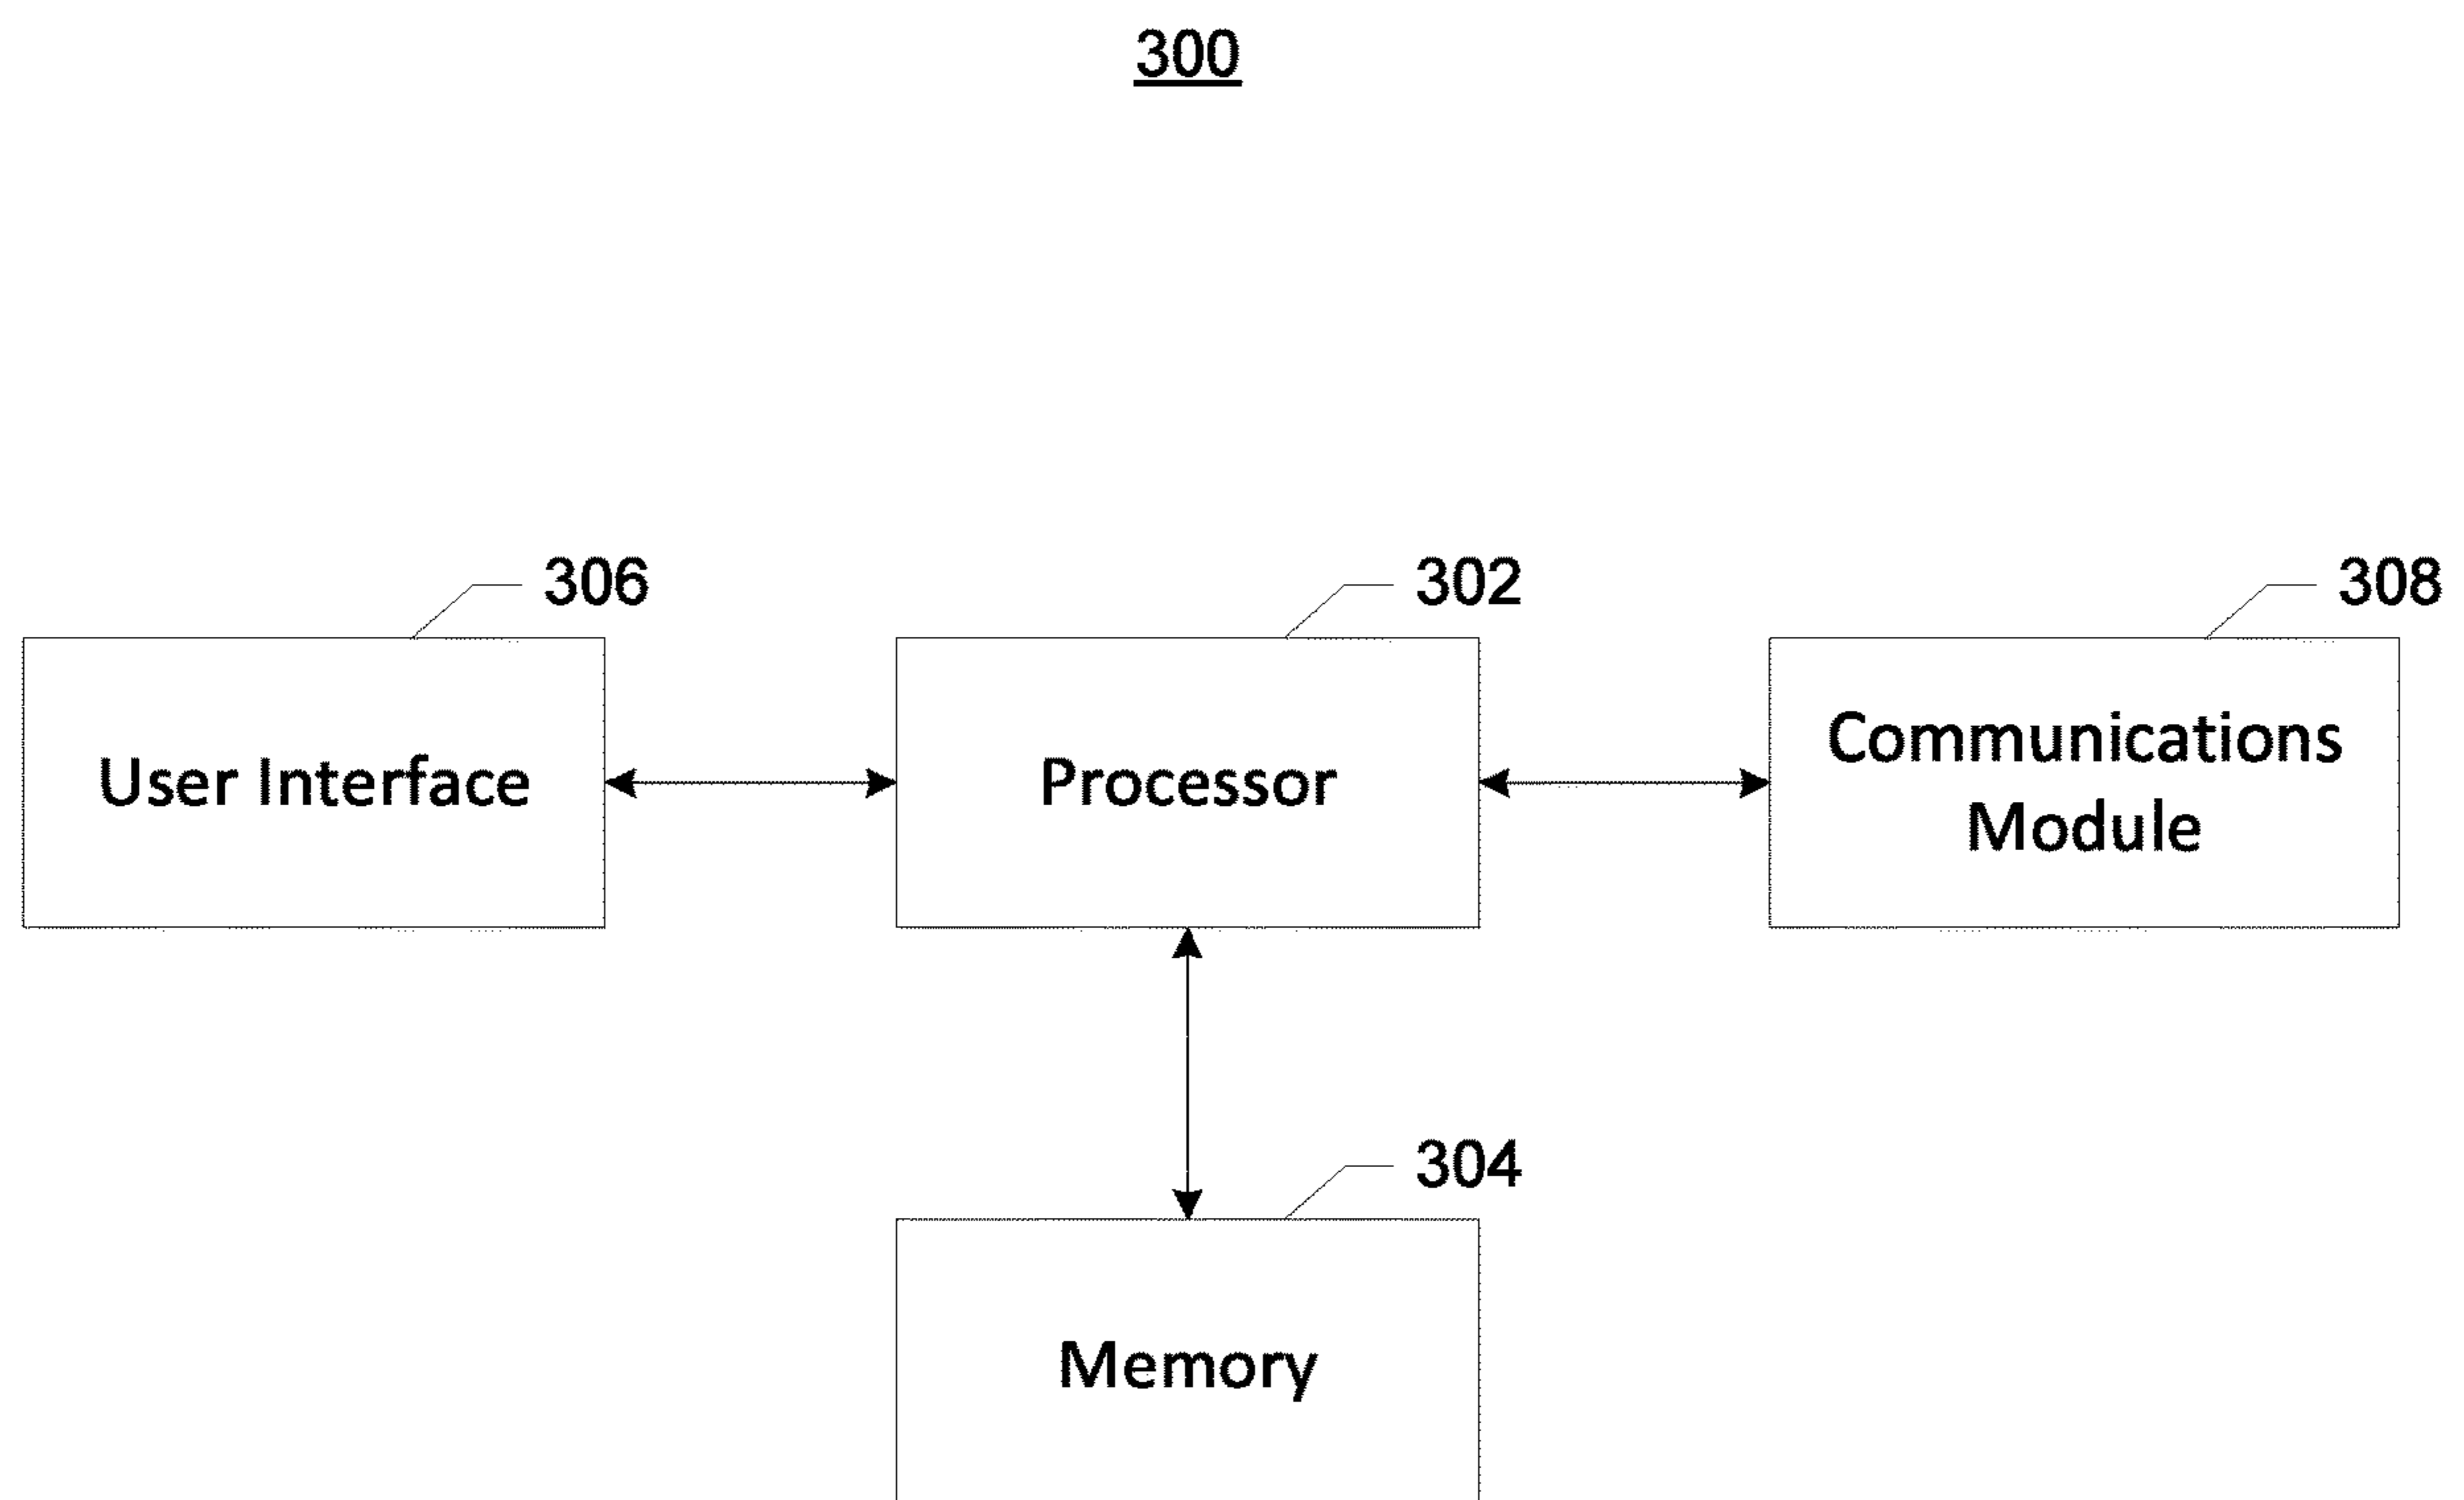 300
306
302
308
User Interface
Processor
Communications
Module
304
Memory